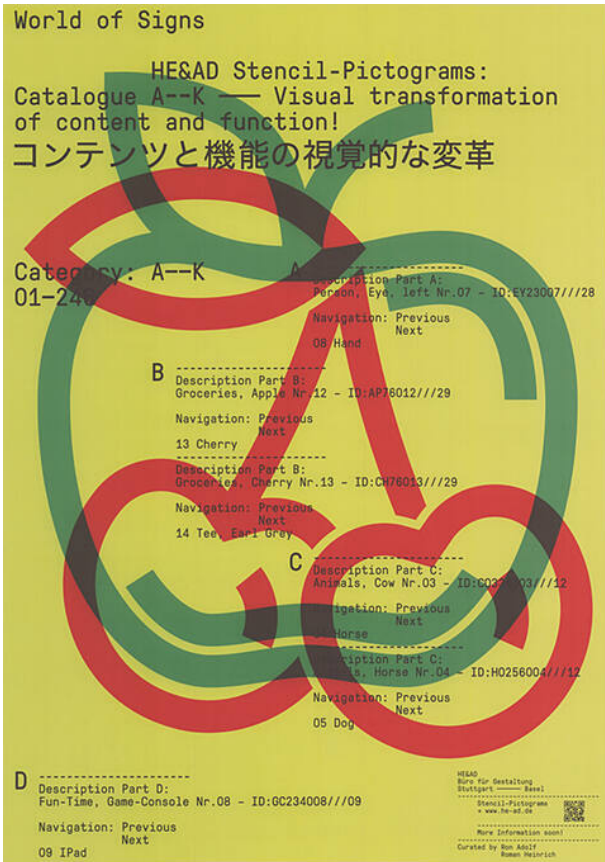 World of Signs
HE&AD Stencil-Pictograms:
Catalogue A--K —— Visual transformation
of content and function!
コンテンツと機能の視覚的な変革
Category: A--K
01-246
A
--------------------
Description Part A:
Person, Eye, left Nr.07 - ID:EY23007///28
Navigation: Previous
Next
08 Hand
B
--------------------
Description Part B:
Groceries, Apple Nr.12 - ID:AP76012///29
Navigation: Previous
Next
13 Cherry
--------------------
Description Part B:
Groceries, Cherry Nr.13 - ID:CH76013///29
Navigation: Previous
Next
14 Tee, Earl Grey
C
--------------------
Description Part C:
Animals, Cow Nr.03 -
Navigation: Previous
Next
Horse
--------------------
Description Part C:
Horse Nr.04 - ID:HO256004///12
Navigation: Previous
Next
05 Dog
D
--------------------
Description Part D:
Fun-Time, Game-Console Nr.08 - ID:GC234008///09
Navigation: Previous
Next
09 IPad
HE&AD
Büro für Gestaltung
Stuttgart —— Basel
Stencil-Pictograms
+ www.he-ad.de
More Information soon!
Curated by Ron Adolf
Roman Heinrich